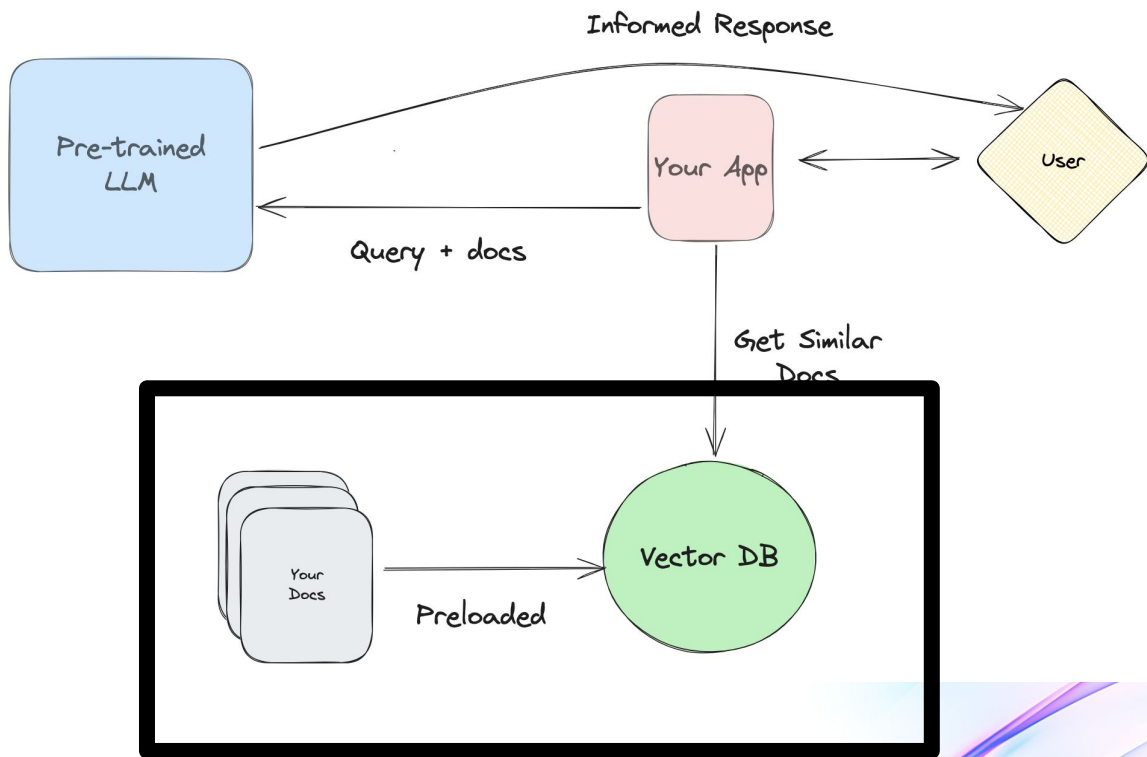 Informed Response
Pre-trained
LLM
Your App
User
Query + docs
Get Similar
Docs
Your
Docs
Preloaded
Vector DB